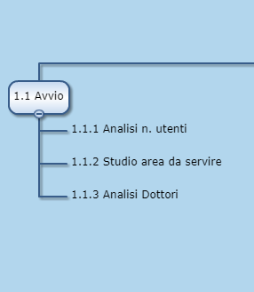 1.1 Avvio
1.1.1 Analisi n. utenti
1.1.2 Studio area da servire
1.1.3 Analisi Dottori